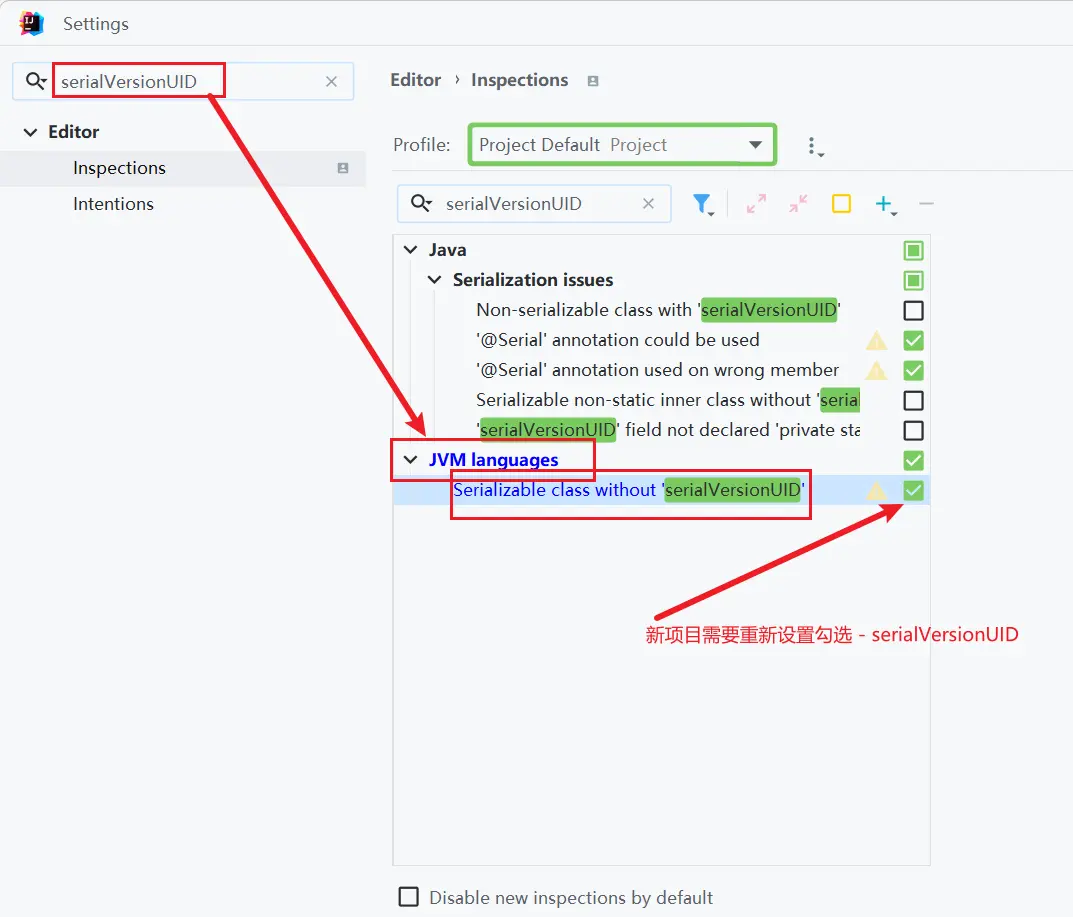 Settings
serialVersionUID
Editor
Inspections
Intentions
Editor › Inspections
Profile: Project Default Project
serialVersionUID
Java
Serialization issues
Non-serializable class with 'serialVersionUID'
'@Serial' annotation could be used
'@Serial' annotation used on wrong member
Serializable non-static inner class without 'serial
'serialVersionUID' field not declared 'private sta
JVM languages
Serializable class without 'serialVersionUID'
新项目需要重新设置勾选 - serialVersionUID
Disable new inspections by default